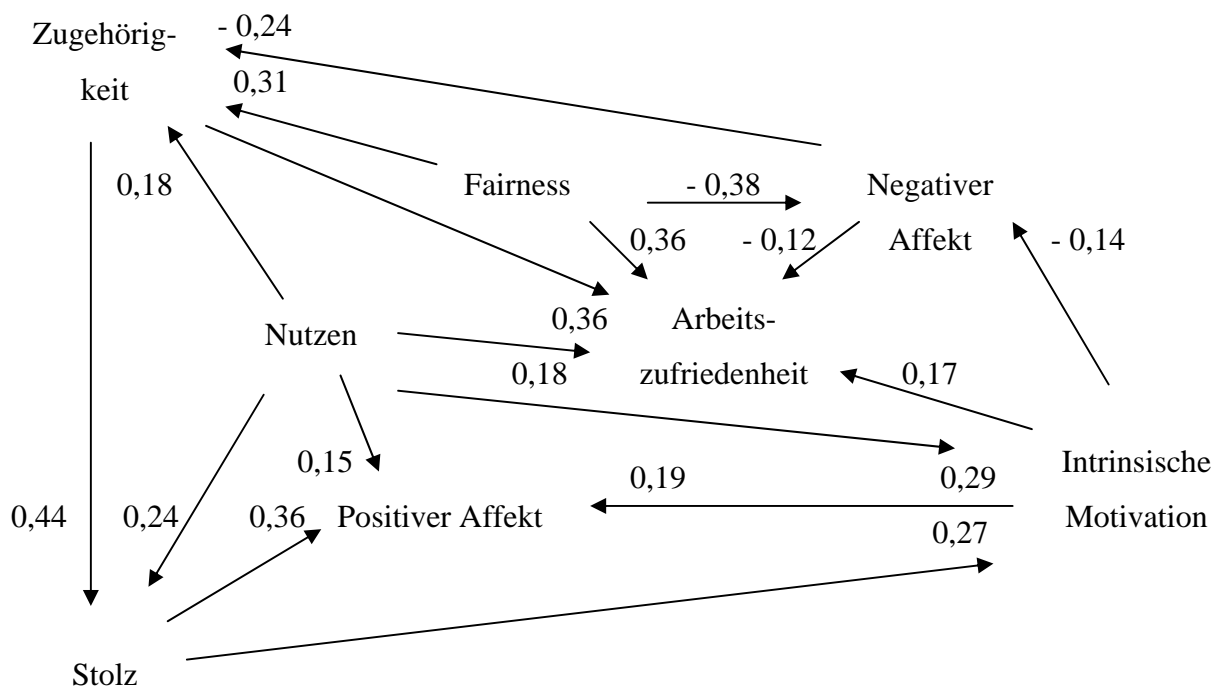 Zugehörig-
keit
- 0,24
0,31
0,18
Fairness
- 0,38
Negativer
Affekt
0,36
- 0,12
- 0,14
Nutzen
0,36
Arbeits-
zufriedenheit
0,18
0,17
0,15
0,19
0,29
Intrinsische
Motivation
0,44
0,24
0,36
Positiver Affekt
0,27
Stolz